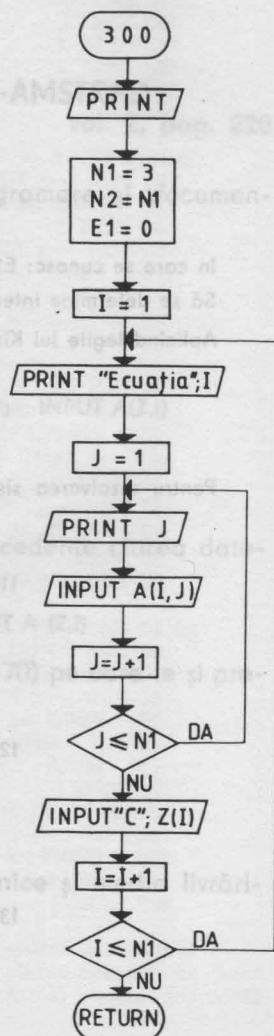 300
PRINT
N1 = 3
N2 = N1
E1 = 0
I = 1
PRINT "Ecuația"; I
J = 1
PRINT J
INPUT A(I,J)
J=J+1
J ≤ N1 DA
NU
INPUT"C"; Z(I)
I=I+1
I ≤ N1 DA
NU
RETURN